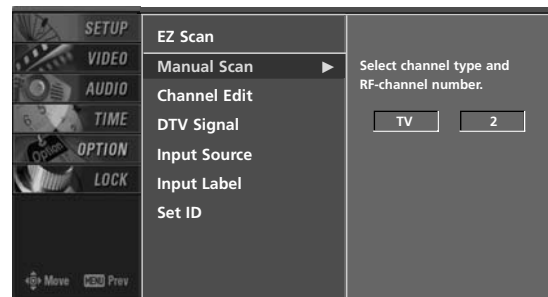 SETUP
VIDEO
AUDIO
TIME
OPTION
LOCK
Move MENU Prev
EZ Scan
Manual Scan ▶
Channel Edit
DTV Signal
Input Source
Input Label
Set ID
Select channel type and
RF-channel number.
TV 2